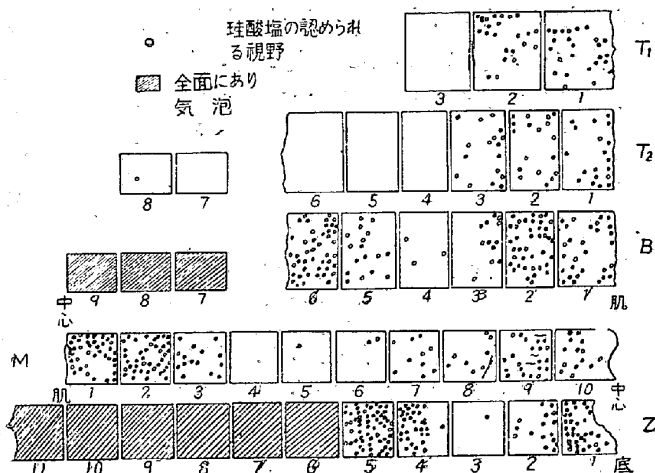 珪酸塩の認められ
る視野
全面にあり
気泡
3 2 1 T1
8 7 6 5 4 3 2 1 T2
6 5 4 3 2 1 B
9 8 7
中心 肌
M
1 2 3 4 5 6 7 8 9 10
肌 中心
11 10 9 8 7 6 5 4 3 2 1 Z
底